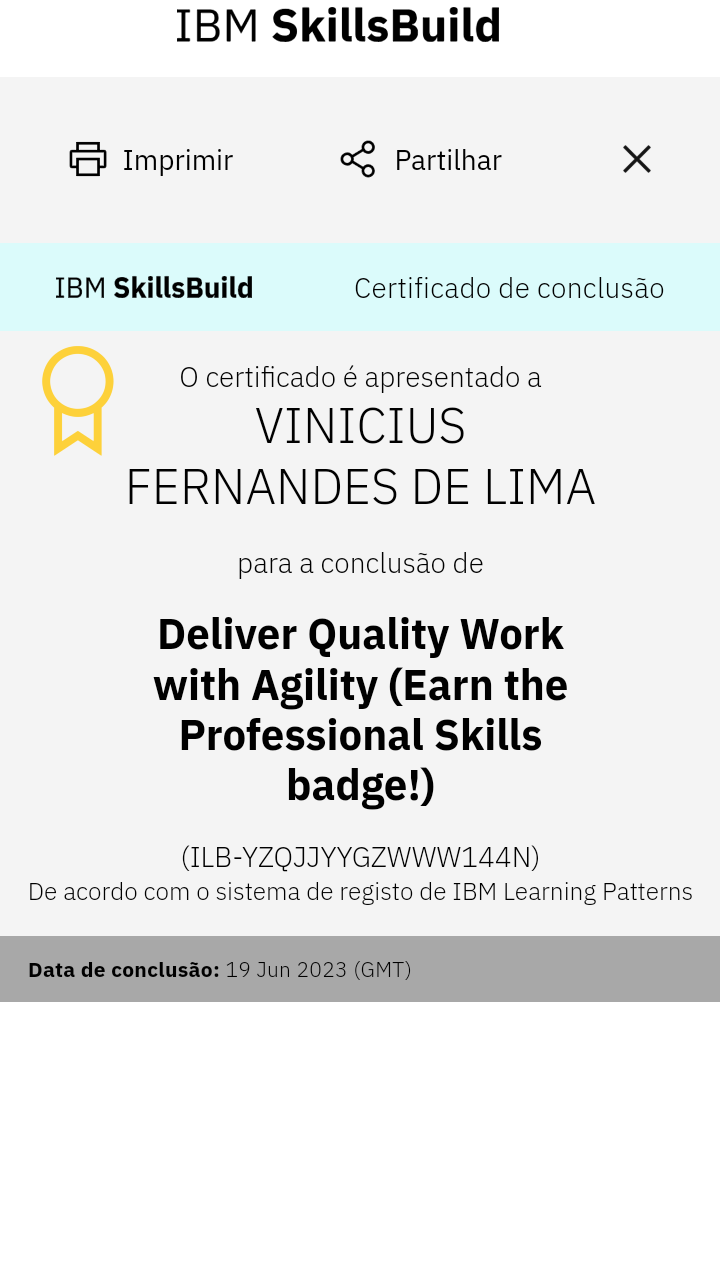 IBM SkillsBuild
Imprimir
Partilhar
IBM SkillsBuild
Certificado de conclusão
O certificado é apresentado a
VINICIUS
FERNANDES DE LIMA
para a conclusão de
Deliver Quality Work
with Agility (Earn the
Professional Skills
badge!)
(ILB-YZQJJYYGZWWW144N)
De acordo com o sistema de registo de IBM Learning Patterns
Data de conclusão: 19 Jun 2023 (GMT)